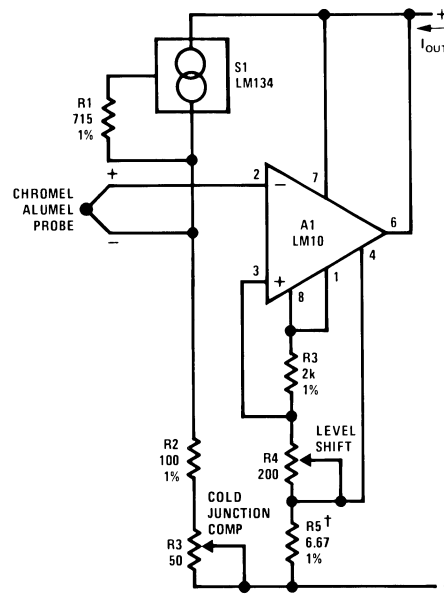 +
IOUT
S1
LM134
R1
715
1%
+
CHROMEL
ALUMEL
PROBE
−
2
−
7
A1
LM10
6
4
3
+
8
1
R3
2k
1%
LEVEL
SHIFT
R4
200
R2
100
1%
COLD
JUNCTION
COMP
R3
50
R5†
6.67
1%